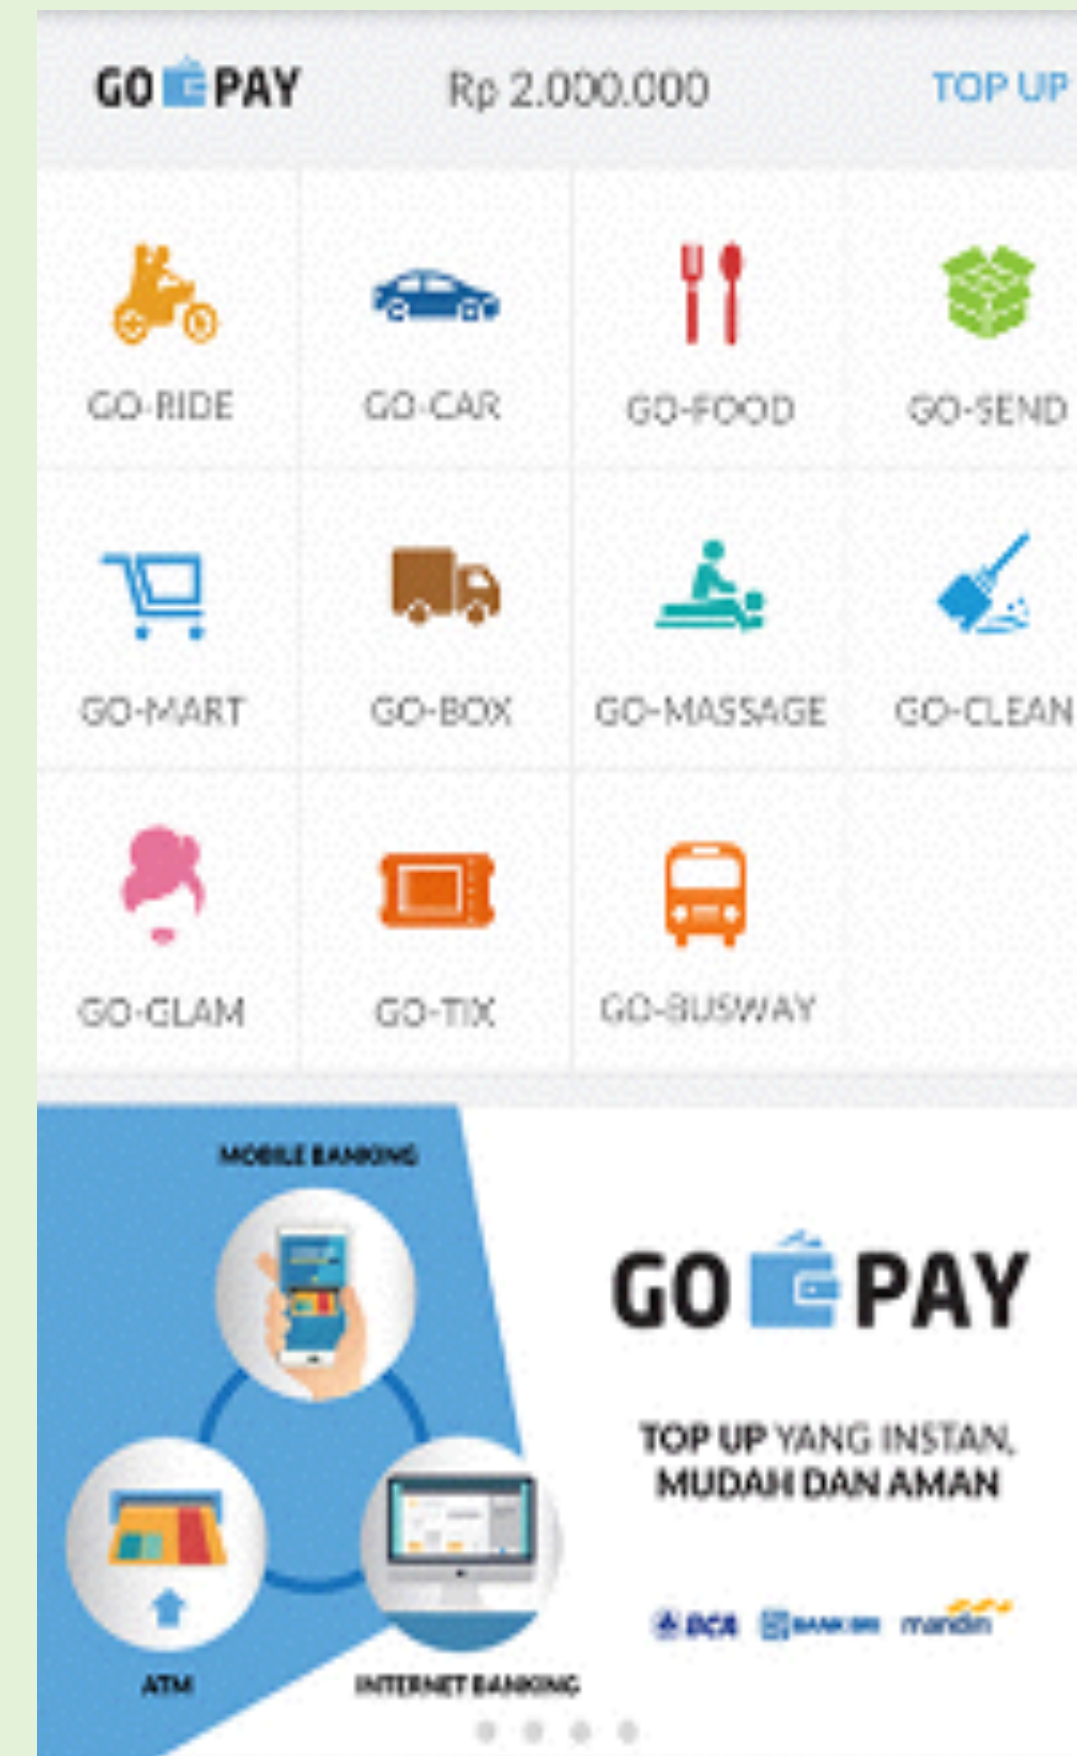 GO PAY Rp 2.000.000 TOP UP
GO-RIDE GO-CAR GO-FOOD GO-SEND
GO-MART GO-BOX GO-MASSAGE GO-CLEAN
GO-GLAM GO-TIX GO-BUSWAY
MOBILE BANKING
GO PAY
TOP UP YANG INSTAN,
MUDAH DAN AMAN
BCA BANK BRI mandiri
ATM INTERNET BANKING